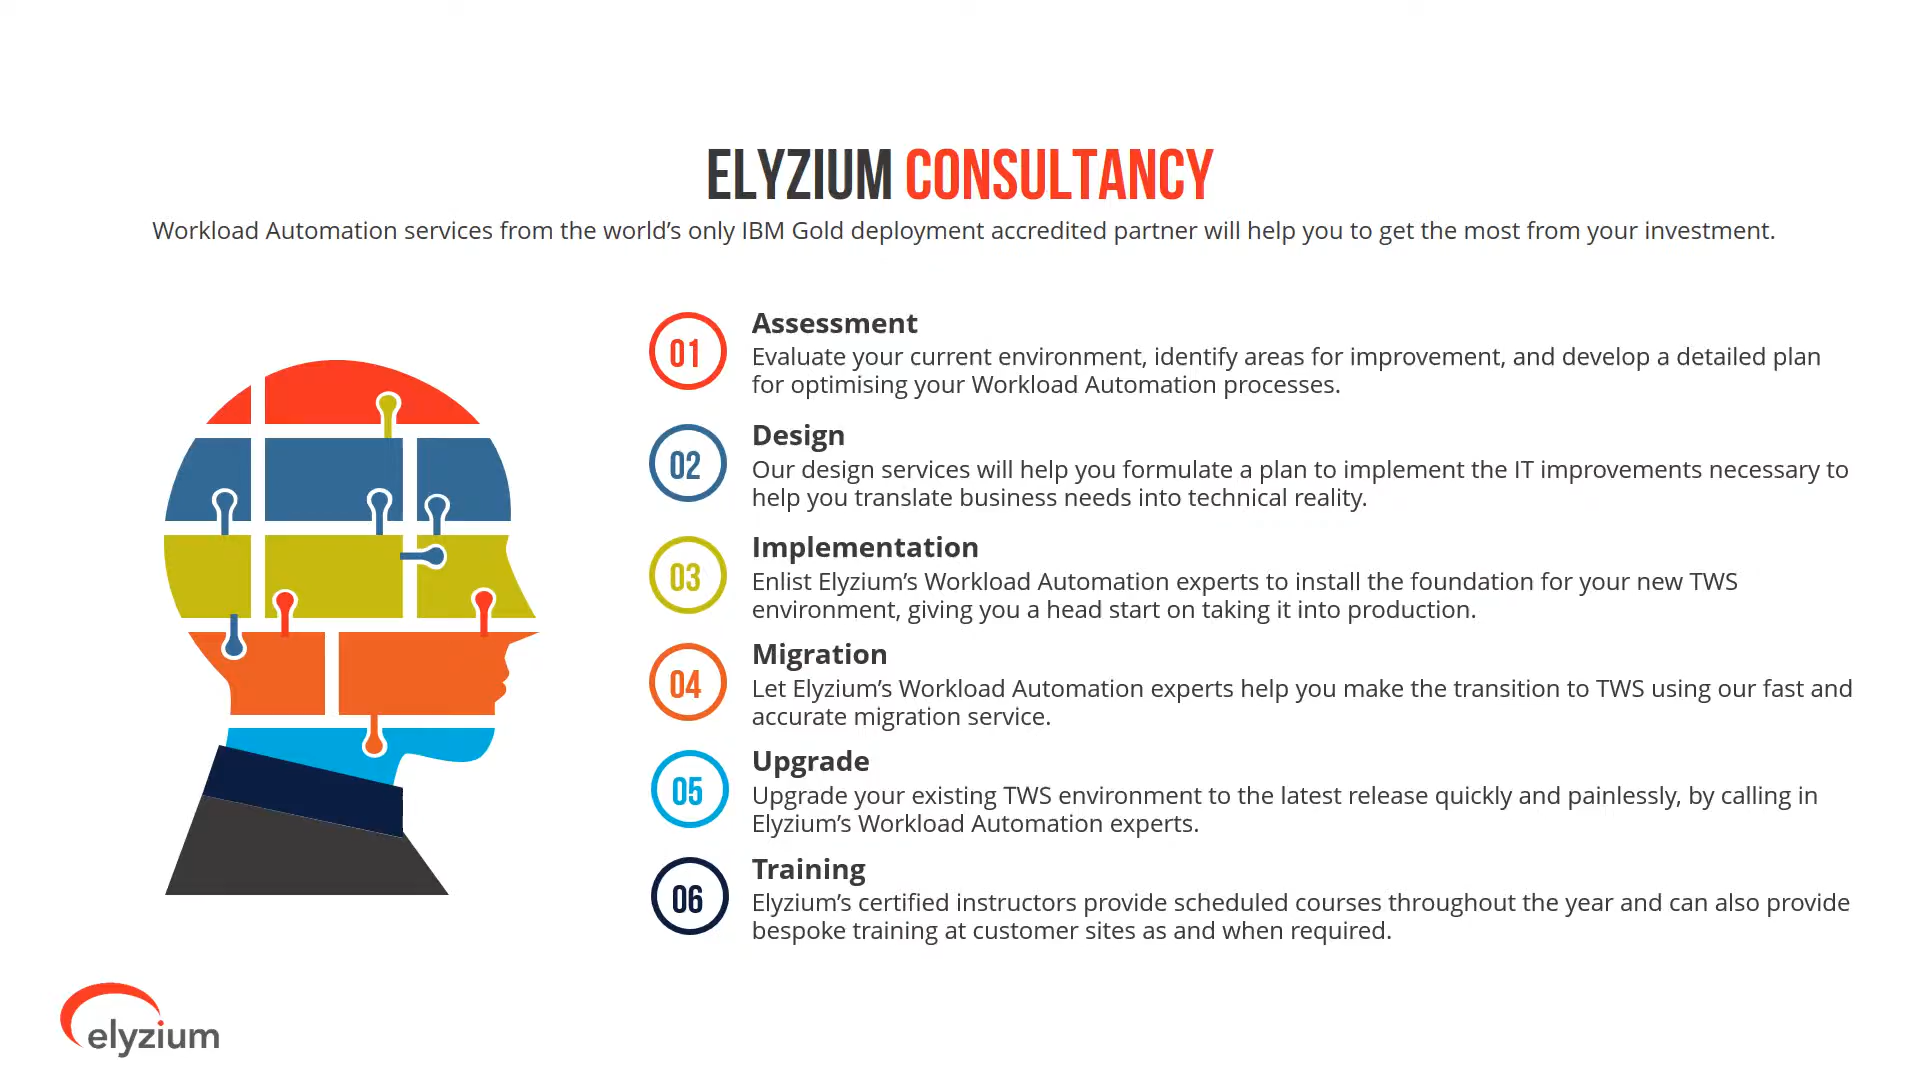 ELYZIUM CONSULTANCY
Workload Automation services from the world’s only IBM Gold deployment accredited partner will help you to get the most from your investment.
01
Assessment
Evaluate your current environment, identify areas for improvement, and develop a detailed plan
for optimising your Workload Automation processes.
02
Design
Our design services will help you formulate a plan to implement the IT improvements necessary to
help you translate business needs into technical reality.
03
Implementation
Enlist Elyzium’s Workload Automation experts to install the foundation for your new TWS
environment, giving you a head start on taking it into production.
04
Migration
Let Elyzium’s Workload Automation experts help you make the transition to TWS using our fast and
accurate migration service.
05
Upgrade
Upgrade your existing TWS environment to the latest release quickly and painlessly, by calling in
Elyzium’s Workload Automation experts.
06
Training
Elyzium’s certified instructors provide scheduled courses throughout the year and can also provide
bespoke training at customer sites as and when required.
elyzium